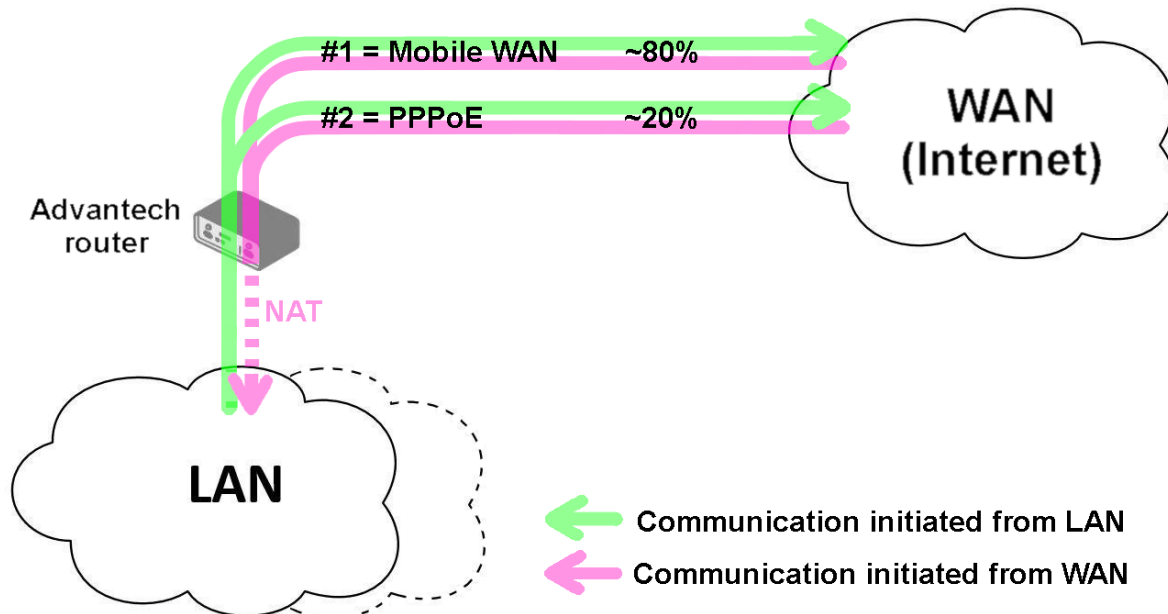 #1 = Mobile WAN ~80%
#2 = PPPoE ~20%
WAN
(Internet)
Advantech
router
NAT
LAN
Communication initiated from LAN
Communication initiated from WAN